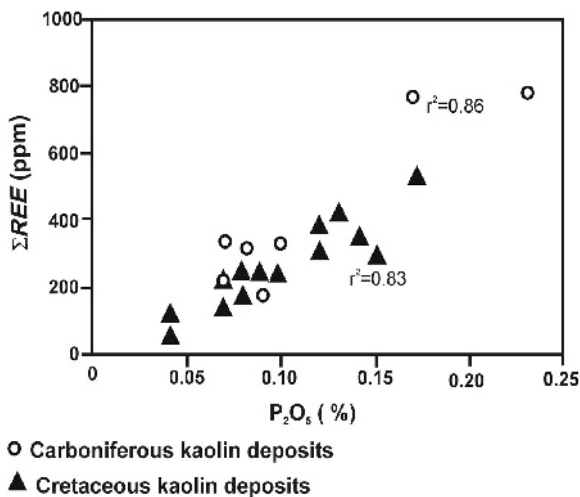 1000
800
600
400
200
0
ΣREE (ppm)
r²=0.86
r²=0.83
0 0.05 0.10 0.15 0.20 0.25
P₂O₅ ( %)
Carboniferous kaolin deposits
Cretaceous kaolin deposits